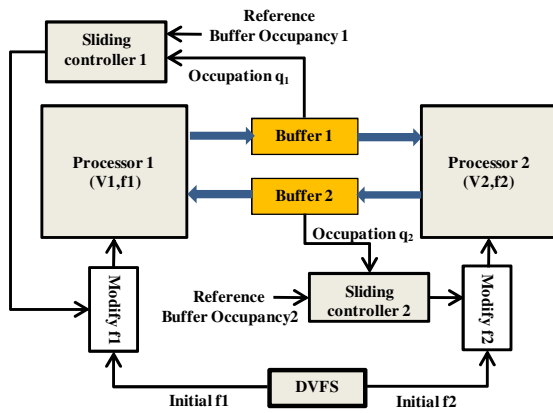 Reference
Buffer Occupancy 1
Sliding
controller 1
Occupation q1
Processor 1
(V1,f1)
Buffer 1
Buffer 2
Processor 2
(V2,f2)
Occupation q2
Modify f1
Reference
Buffer Occupancy2
Sliding
controller 2
Modify f2
Initial f1
DVFS
Initial f2